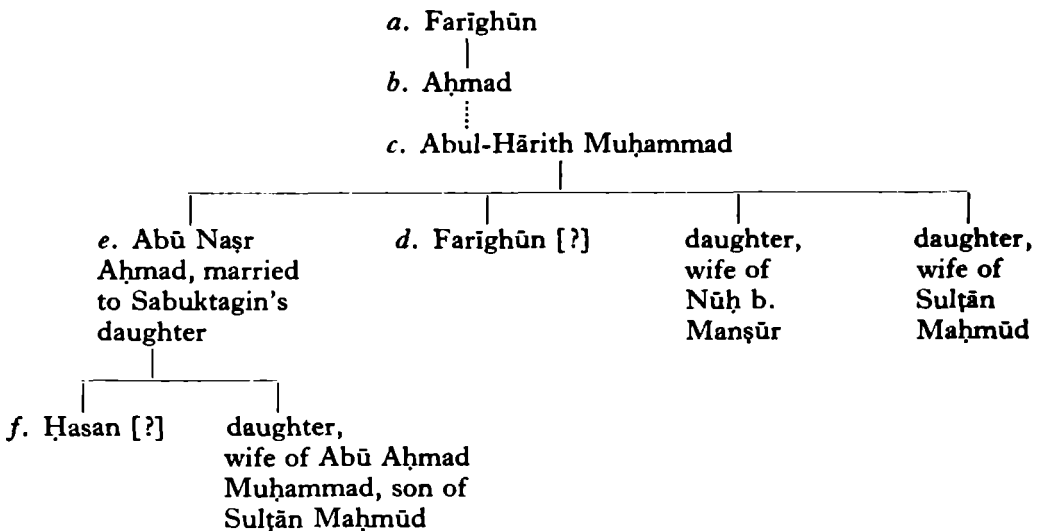 a. Farīghūn
b. Aḥmad
c. Abul-Hārith Muḥammad
e. Abū Naṣr
Aḥmad, married
to Sabuktagin's
daughter
d. Farīghūn [?]
daughter,
wife of
Nūḥ b.
Manṣūr
daughter,
wife of
Sulṭān
Maḥmūd
f. Ḥasan [?]
daughter,
wife of Abū Aḥmad
Muḥammad, son of
Sulṭān Maḥmūd